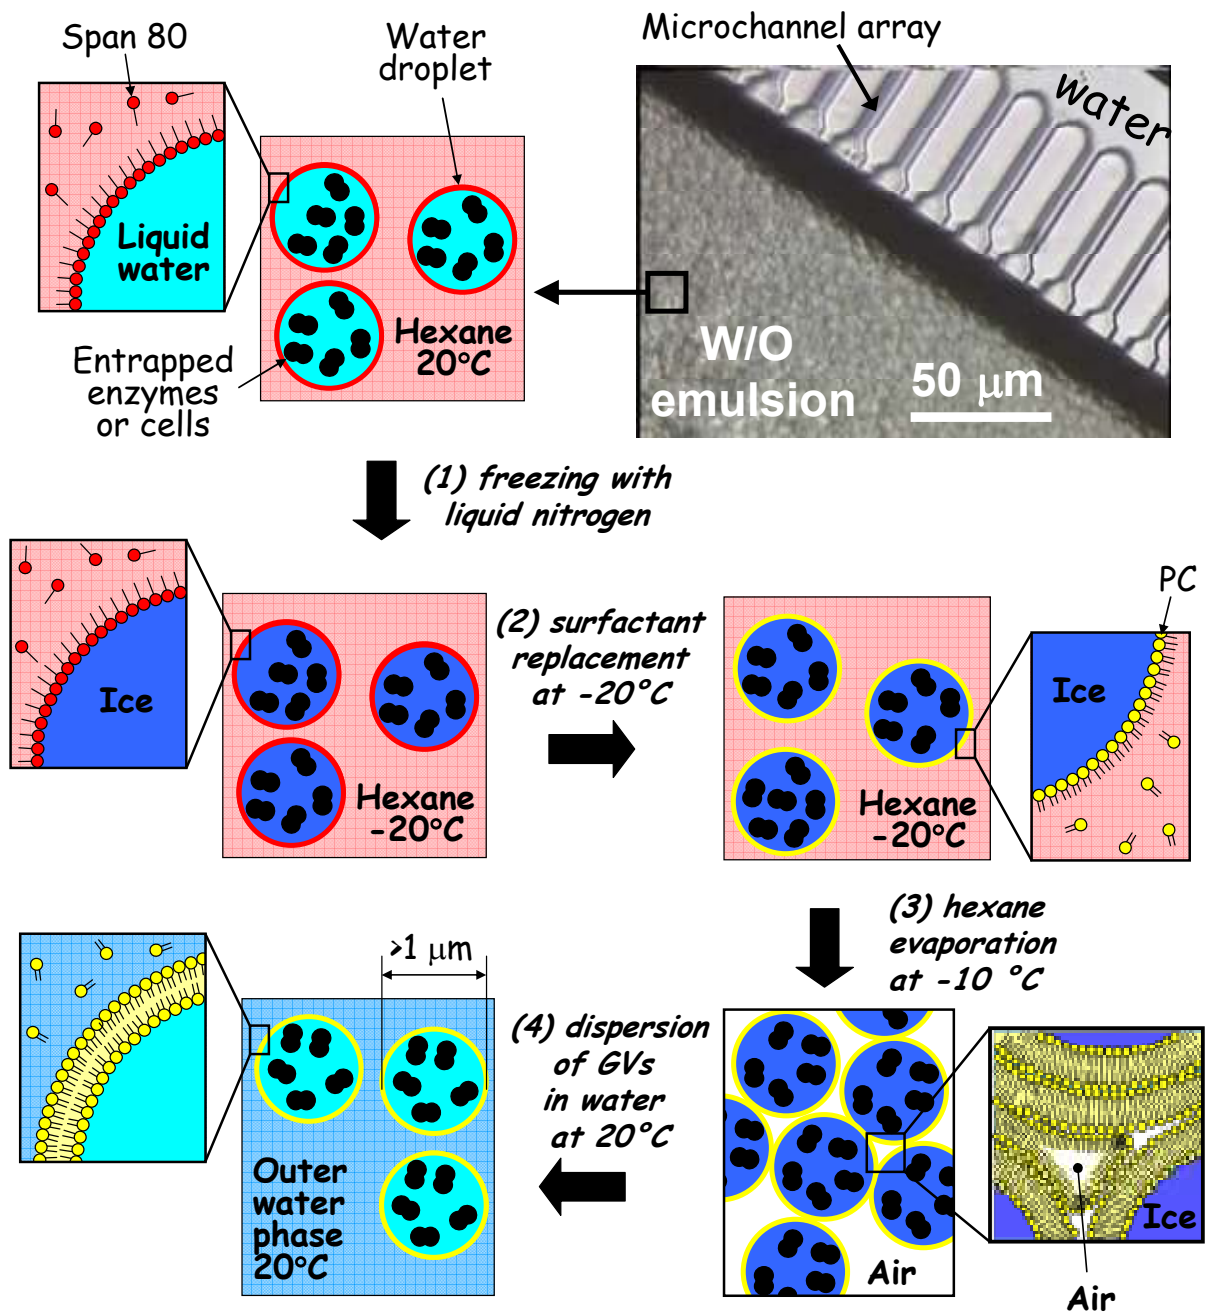 Span 80
Water
droplet
Microchannel array
water
Liquid
water
Hexane
20°C
W/O
emulsion
50 μm
Entrapped
enzymes
or cells
(1) freezing with
liquid nitrogen
Ice
Hexane
-20°C
(2) surfactant
replacement
at -20°C
PC
Ice
Hexane
-20°C
(3) hexane
evaporation
at -10 °C
>1 μm
(4) dispersion
of GVs
in water
at 20°C
Outer
water
phase
20°C
Air
Ice
Air